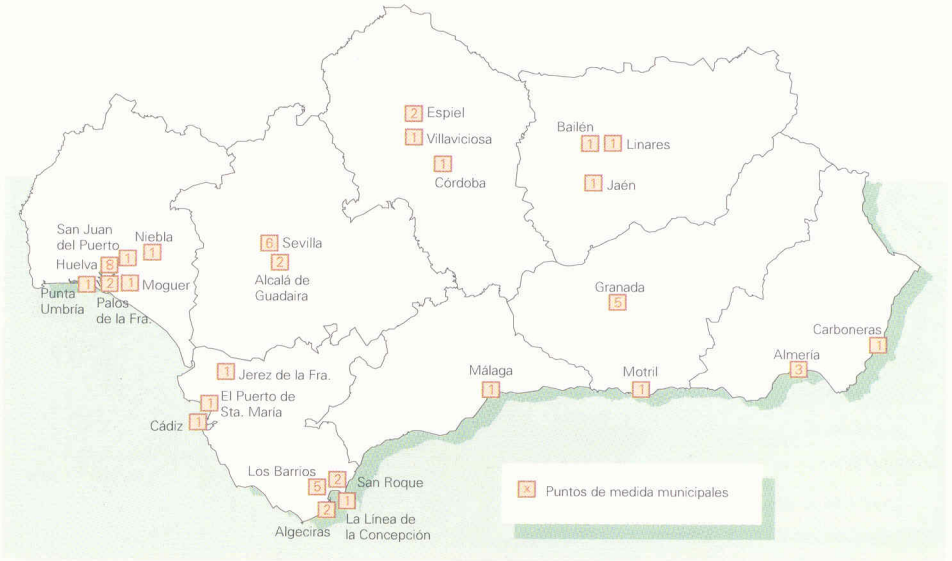 2 Espiel
1 Villaviciosa
1
Córdoba
Bailén
1 1 Linares
1 Jaén
San Juan
del Puerto 1
Niebla
1
Huelva 8
1
Punta
Umbría
2
Palos
de la Fra.
1 Moguer
6 Sevilla
2
Alcalá de
Guadaira
Granada
5
Carboneras
1
Almería
3
Motril
1
Málaga
1
1 Jerez de la Fra.
1 El Puerto de
Sta. María
Cádiz 1
Los Barrios
5
2 San Roque
2
Algeciras
1
La Línea de
la Concepción
x Puntos de medida municipales